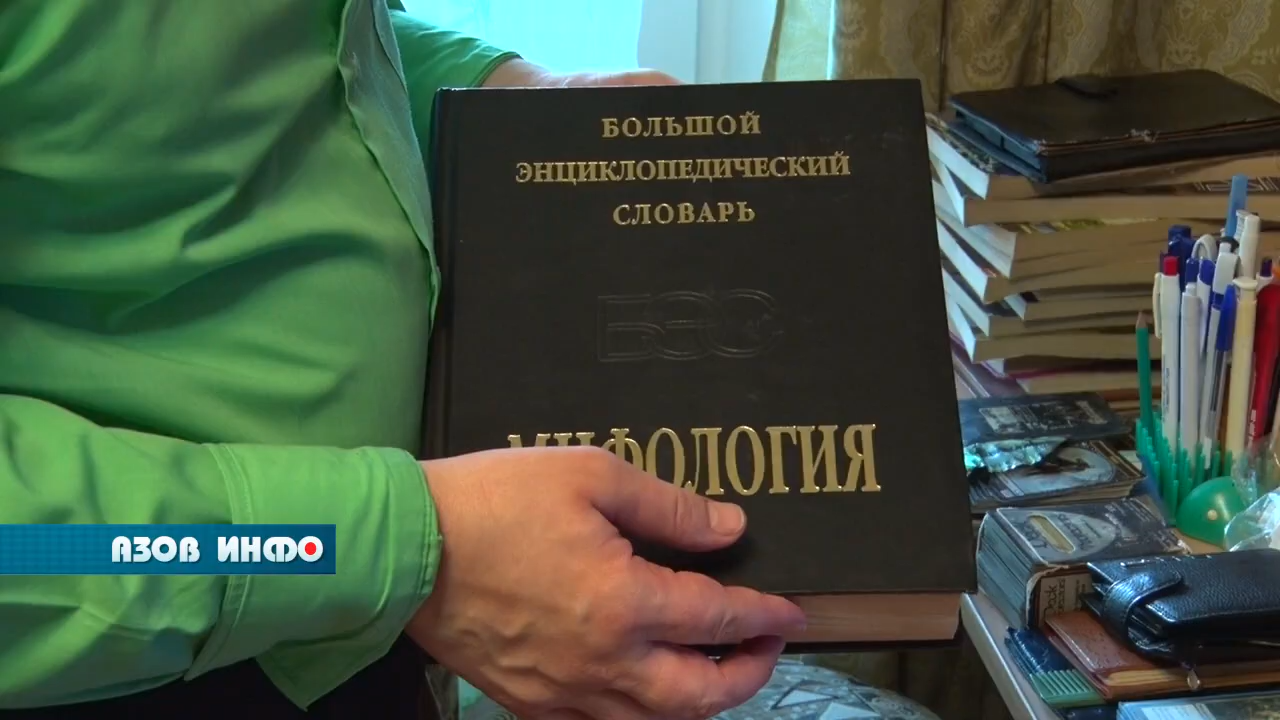 БОЛЬШОЙ
ЭНЦИКЛОПЕДИЧЕСКИЙ
СЛОВАРЬ
БЭС
МИФОЛОГИЯ
АЗОВ ИНФО